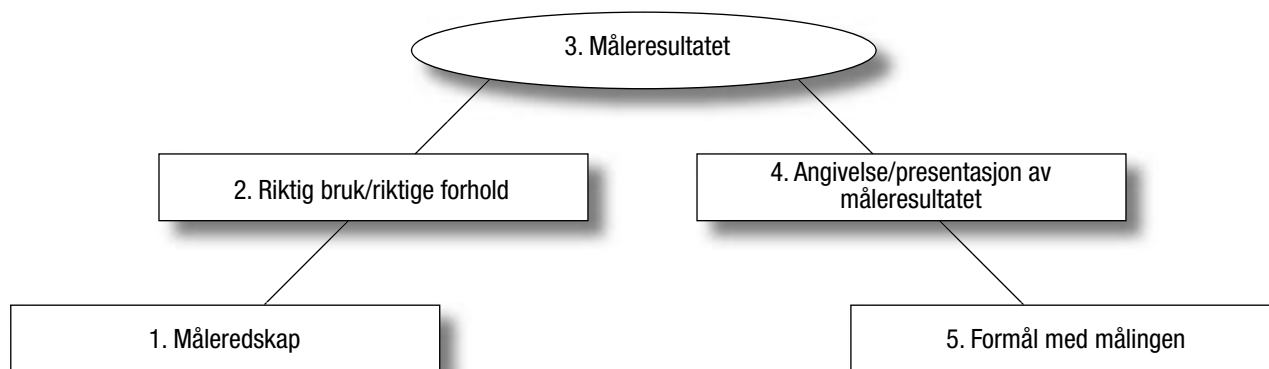 3. Måleresultatet
2. Riktig bruk/riktige forhold
4. Angivelse/presentasjon av
måleresultatet
1. Måleredskap
5. Formål med målingen